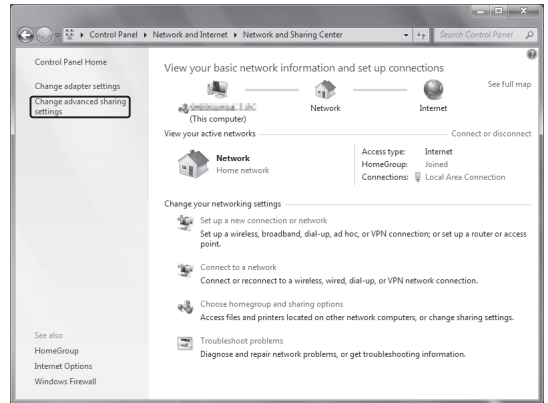 Control Panel ▸ Network and Internet ▸ Network and Sharing Center
Search Control Panel
Control Panel Home
Change adapter settings
Change advanced sharing
settings
See also
HomeGroup
Internet Options
Windows Firewall
View your basic network information and set up connections
See full map
(This computer)
Network
Internet
View your active networks
Connect or disconnect
Network
Home network
Access type: Internet
HomeGroup: Joined
Connections: Local Area Connection
Change your networking settings
Set up a new connection or network
Set up a wireless, broadband, dial-up, ad hoc, or VPN connection; or set up a router or access
point.
Connect to a network
Connect or reconnect to a wireless, wired, dial-up, or VPN network connection.
Choose homegroup and sharing options
Access files and printers located on other network computers, or change sharing settings.
Troubleshoot problems
Diagnose and repair network problems, or get troubleshooting information.